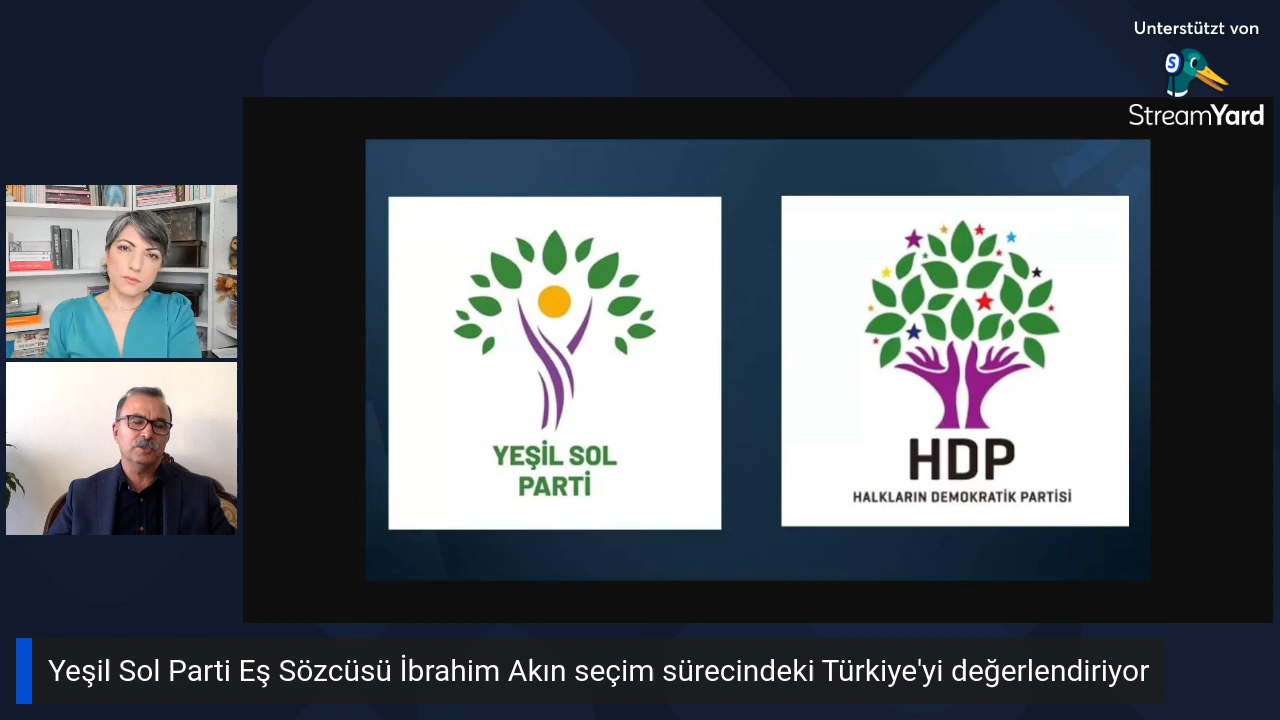 Unterstützt von
S
StreamYard
YEŞİL SOL
PARTİ
HDP
HALKLARIN DEMOKRATİK PARTİSİ
Yeşil Sol Parti Eş Sözcüsü İbrahim Akın seçim sürecindeki Türkiye'yi değerlendiriyor